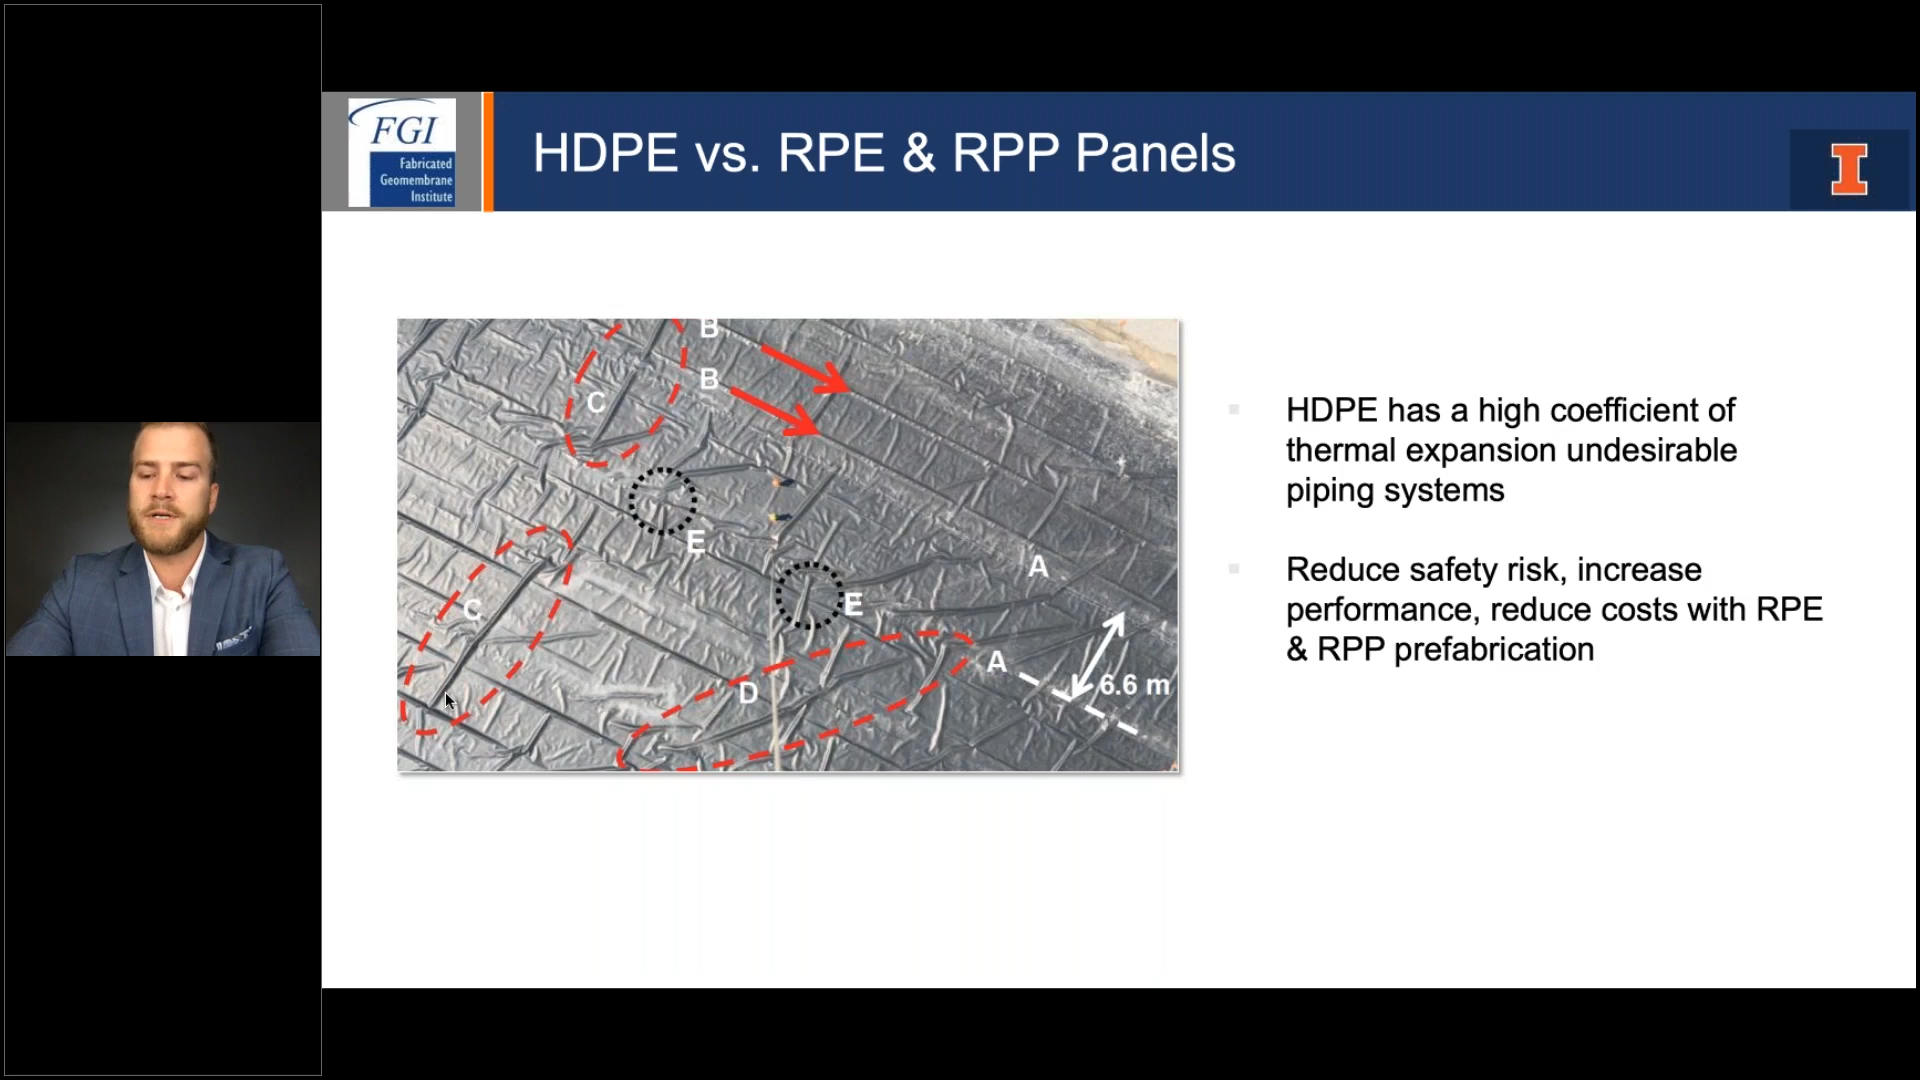 FGI
Fabricated
Geomembrane
Institute
HDPE vs. RPE & RPP Panels
I
B
B
C
E
A
E
C
A
D
6.6 m
HDPE has a high coefficient of
thermal expansion undesirable
piping systems
Reduce safety risk, increase
performance, reduce costs with RPE
& RPP prefabrication